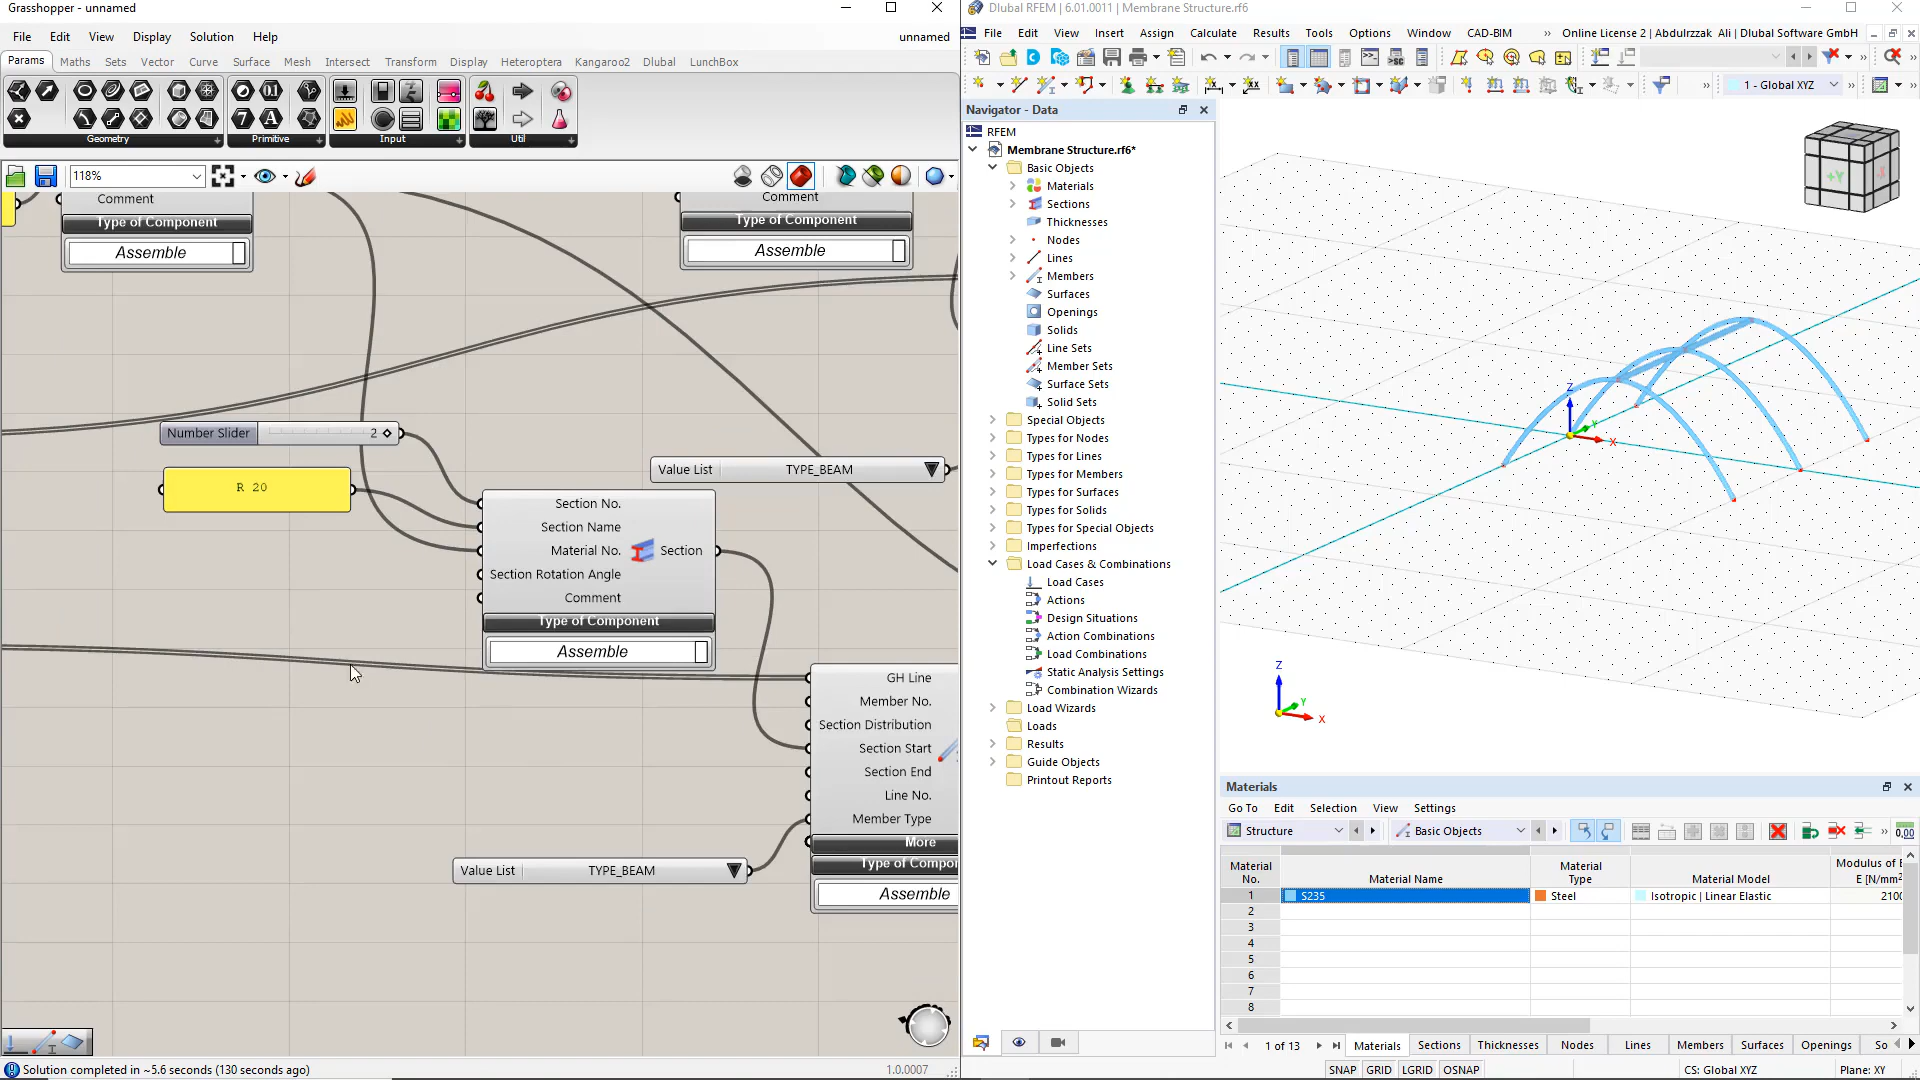 Grasshopper - unnamed
File Edit View Display Solution Help unnamed
Params Maths Sets Vector Curve Surface Mesh Intersect Transform Display Heteroptera Kangaroo2 Dlubal LunchBox
Geometry Primitive Input Util
118%
Comment
Type of Component
Assemble
Comment
Type of Component
Assemble
Number Slider 2
R 20
Value List TYPE_BEAM
Section No.
Section Name
Material No. Section
Section Rotation Angle
Comment
Type of Component
Assemble
GH Line
Member No.
Section Distribution
Section Start
Section End
Line No.
Member Type
More
Type of Compo
Assemble
Value List TYPE_BEAM
Solution completed in ~5.6 seconds (130 seconds ago) 1.0.0007
Dlubal RFEM | 6.01.0011 | Membrane Structure.rf6
File Edit View Insert Assign Calculate Results Tools Options Window CAD-BIM » Online License 2 | Abdulrzzak Ali | Dlubal Software GmbH
1 - Global XYZ
Navigator - Data
RFEM
Membrane Structure.rf6*
Basic Objects
Materials
Sections
Thicknesses
Nodes
Lines
Members
Surfaces
Openings
Solids
Line Sets
Member Sets
Surface Sets
Solid Sets
Special Objects
Types for Nodes
Types for Lines
Types for Members
Types for Surfaces
Types for Solids
Types for Special Objects
Imperfections
Load Cases & Combinations
Load Cases
Actions
Design Situations
Action Combinations
Load Combinations
Static Analysis Settings
Combination Wizards
Load Wizards
Loads
Results
Guide Objects
Printout Reports
+Y -X
Z Y X
Z Y X
Materials
Go To Edit Selection View Settings
Structure Basic Objects 0,00
Material No. Material Name Material Type Material Model Modulus of E E [N/mm²
1 S235 Steel Isotropic | Linear Elastic 2100
2
3
4
5
6
7
8
1 of 13 Materials Sections Thicknesses Nodes Lines Members Surfaces Openings So
SNAP GRID LGRID OSNAP CS: Global XYZ Plane: XY